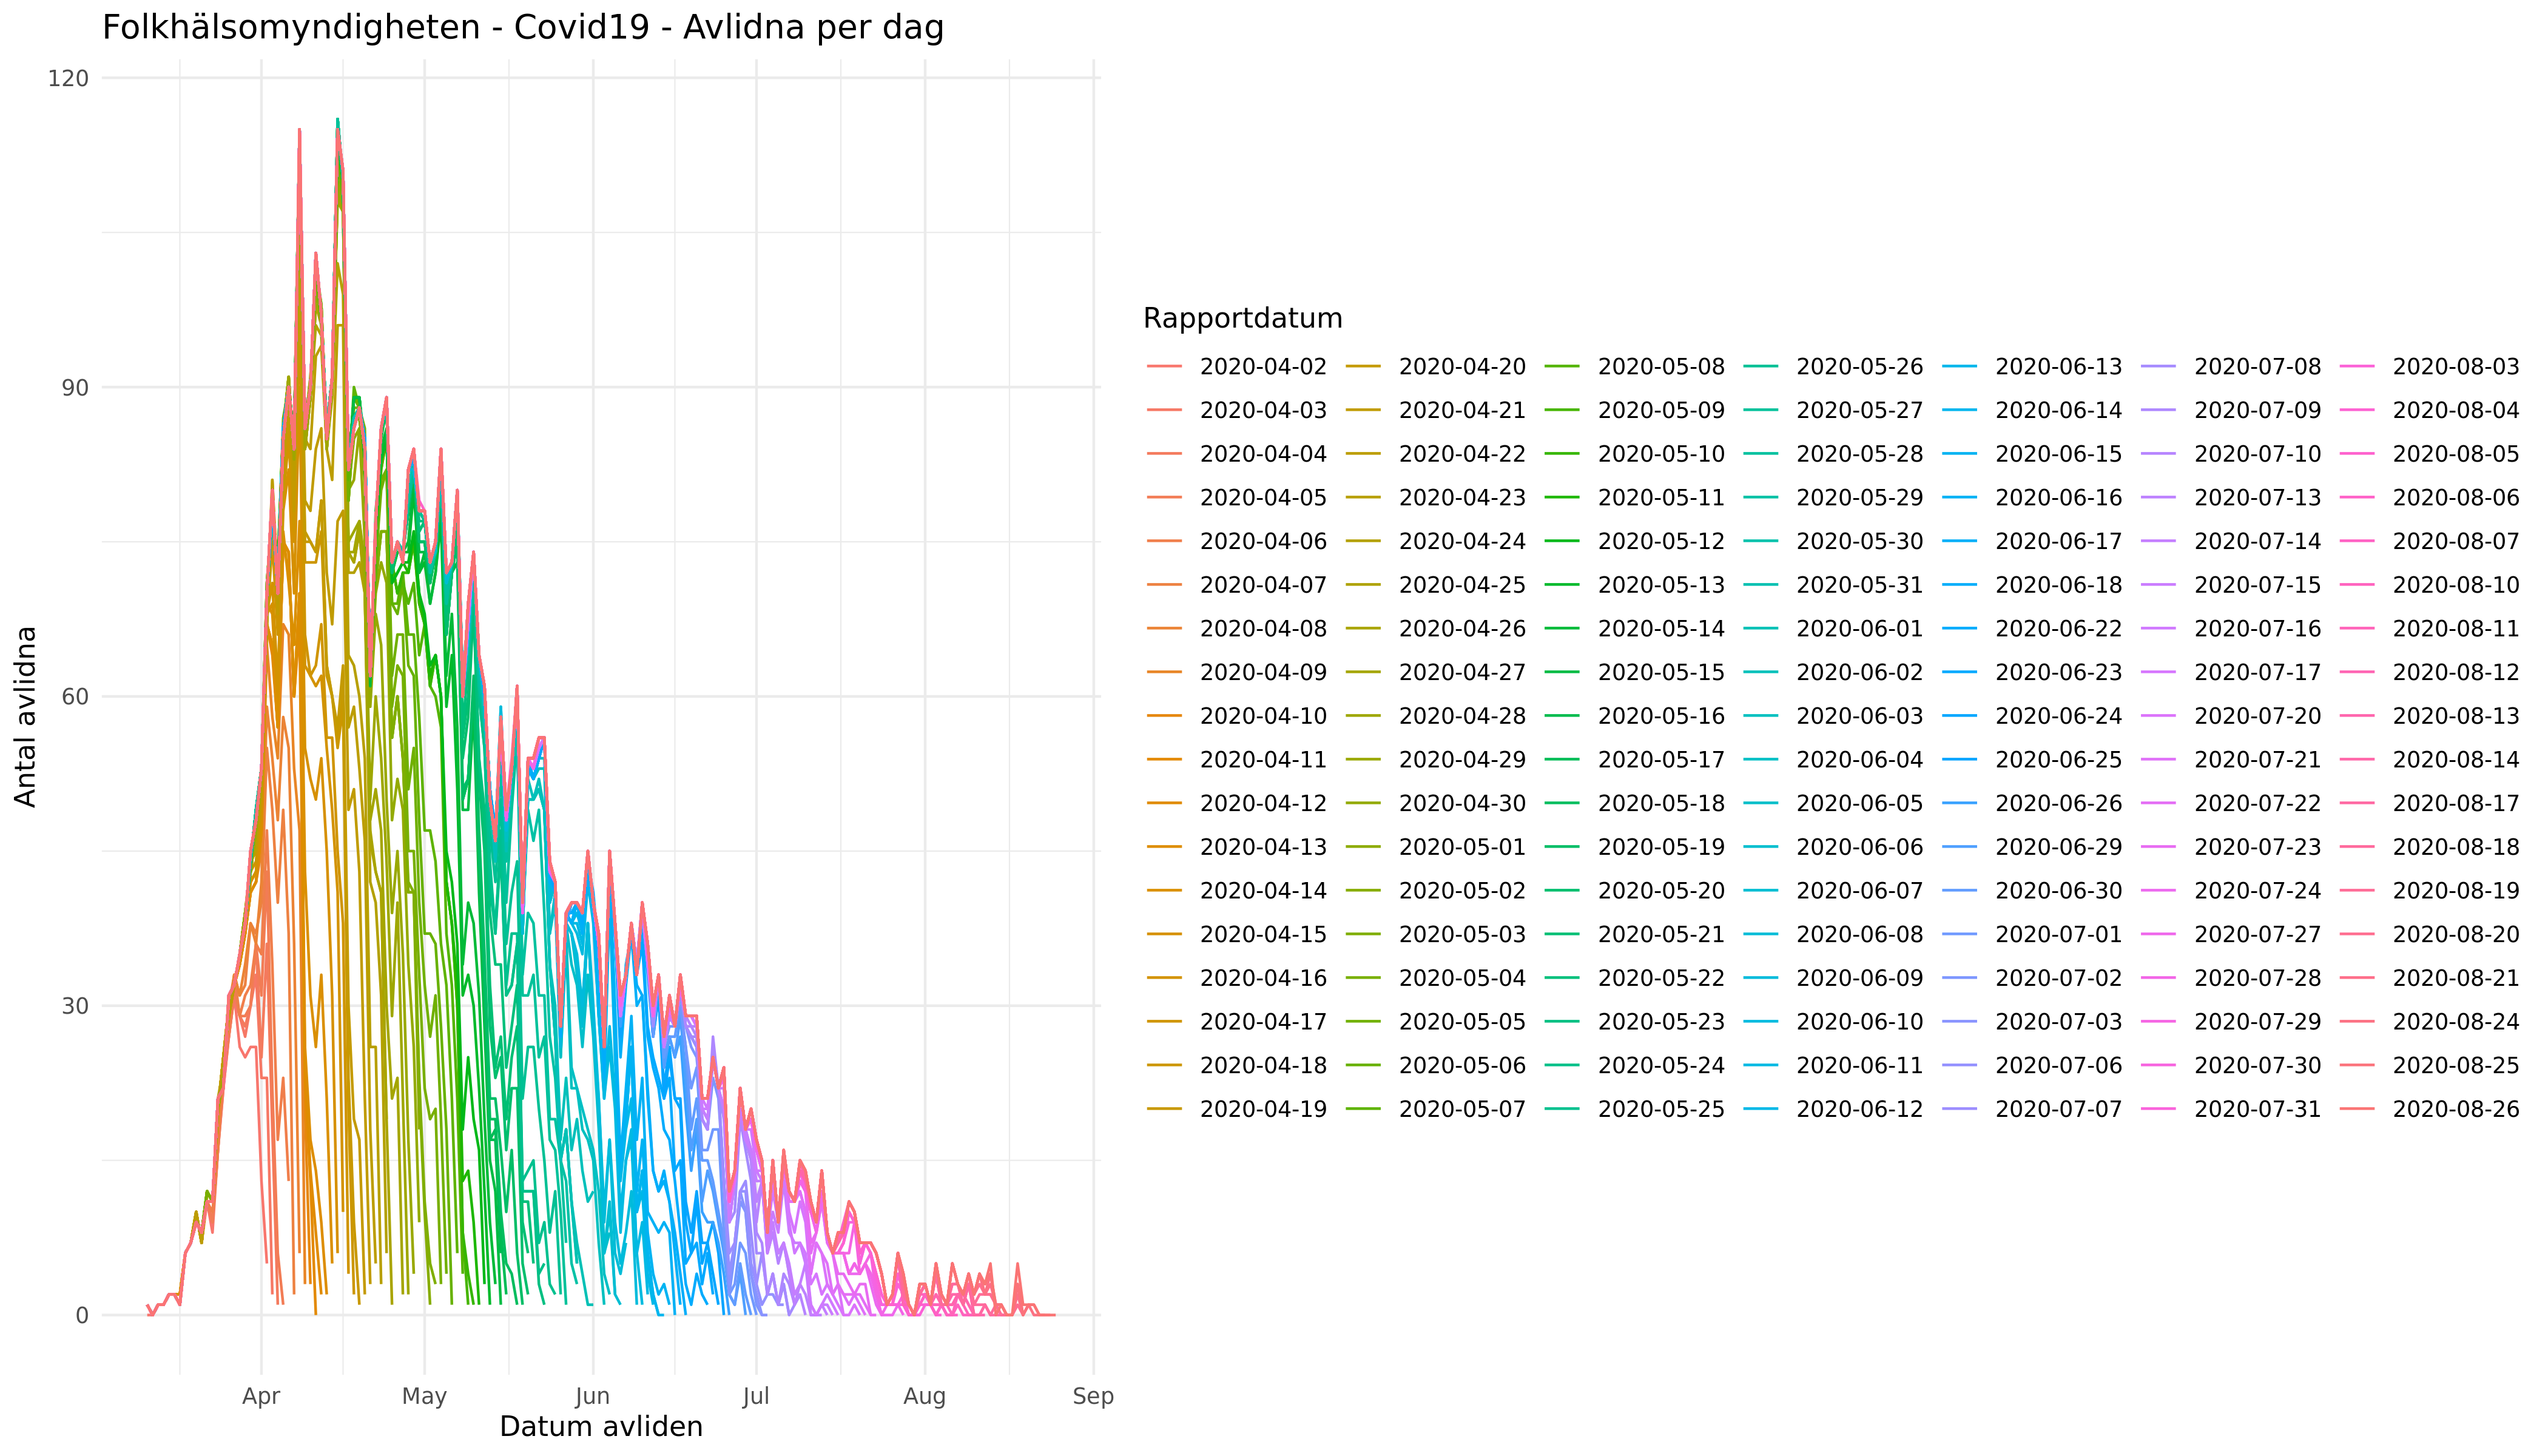 Folkhälsomyndigheten - Covid19 - Avlidna per dag
120
90
60
30
0
Antal avlidna
Apr May Jun Jul Aug Sep
Datum avliden
Rapportdatum
2020-04-02 2020-04-20 2020-05-08 2020-05-26 2020-06-13 2020-07-08 2020-08-03
2020-04-03 2020-04-21 2020-05-09 2020-05-27 2020-06-14 2020-07-09 2020-08-04
2020-04-04 2020-04-22 2020-05-10 2020-05-28 2020-06-15 2020-07-10 2020-08-05
2020-04-05 2020-04-23 2020-05-11 2020-05-29 2020-06-16 2020-07-13 2020-08-06
2020-04-06 2020-04-24 2020-05-12 2020-05-30 2020-06-17 2020-07-14 2020-08-07
2020-04-07 2020-04-25 2020-05-13 2020-05-31 2020-06-18 2020-07-15 2020-08-10
2020-04-08 2020-04-26 2020-05-14 2020-06-01 2020-06-22 2020-07-16 2020-08-11
2020-04-09 2020-04-27 2020-05-15 2020-06-02 2020-06-23 2020-07-17 2020-08-12
2020-04-10 2020-04-28 2020-05-16 2020-06-03 2020-06-24 2020-07-20 2020-08-13
2020-04-11 2020-04-29 2020-05-17 2020-06-04 2020-06-25 2020-07-21 2020-08-14
2020-04-12 2020-04-30 2020-05-18 2020-06-05 2020-06-26 2020-07-22 2020-08-17
2020-04-13 2020-05-01 2020-05-19 2020-06-06 2020-06-29 2020-07-23 2020-08-18
2020-04-14 2020-05-02 2020-05-20 2020-06-07 2020-06-30 2020-07-24 2020-08-19
2020-04-15 2020-05-03 2020-05-21 2020-06-08 2020-07-01 2020-07-27 2020-08-20
2020-04-16 2020-05-04 2020-05-22 2020-06-09 2020-07-02 2020-07-28 2020-08-21
2020-04-17 2020-05-05 2020-05-23 2020-06-10 2020-07-03 2020-07-29 2020-08-24
2020-04-18 2020-05-06 2020-05-24 2020-06-11 2020-07-06 2020-07-30 2020-08-25
2020-04-19 2020-05-07 2020-05-25 2020-06-12 2020-07-07 2020-07-31 2020-08-26